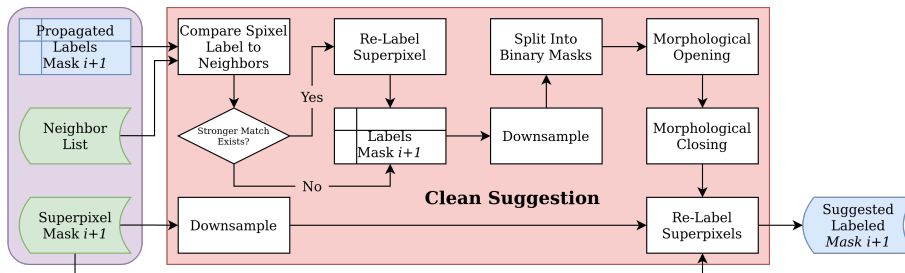 Propagated
Labels
Mask i+1
Neighbor
List
Superpixel
Mask i+1
Compare Spixel
Label to
Neighbors
Stronger Match
Exists?
Yes
No
Re-Label
Superpixel
Labels
Mask i+1
Downsample
Split Into
Binary Masks
Downsample
Morphological
Opening
Morphological
Closing
Clean Suggestion
Re-Label
Superpixels
Suggested
Labeled
Mask i+1